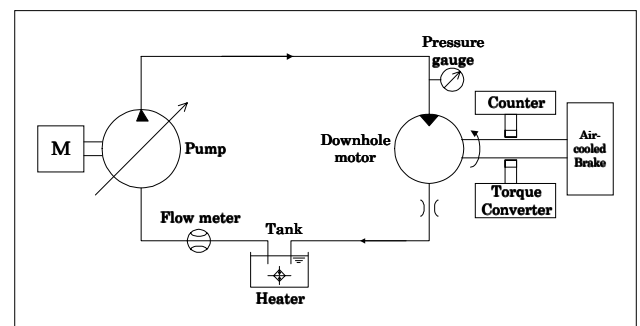 Pressure
gauge
Counter
M
Pump
Downhole
motor
Air-
cooled
Brake
Torque
Converter
Flow meter
Tank
Heater